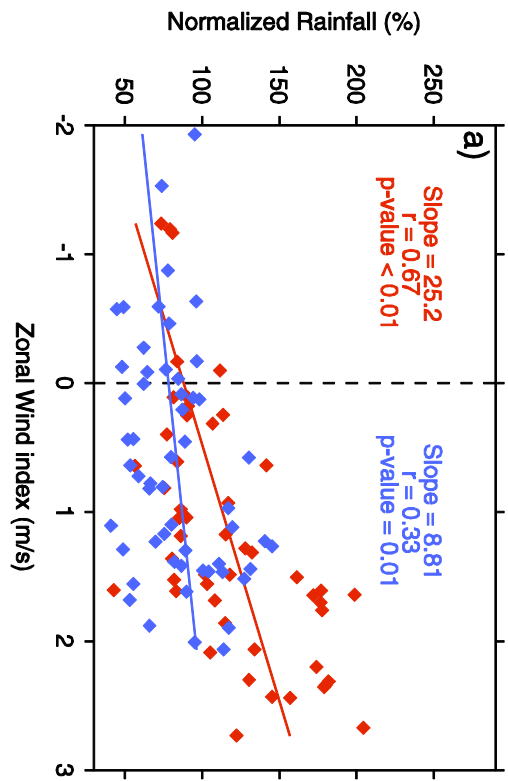 a)
Slope = 25.2
r = 0.67
p-value < 0.01
Slope = 8.81
r = 0.33
p-value = 0.01
Normalized Rainfall (%)
250
200
150
100
50
-2
-1
0
1
2
3
Zonal Wind index (m/s)